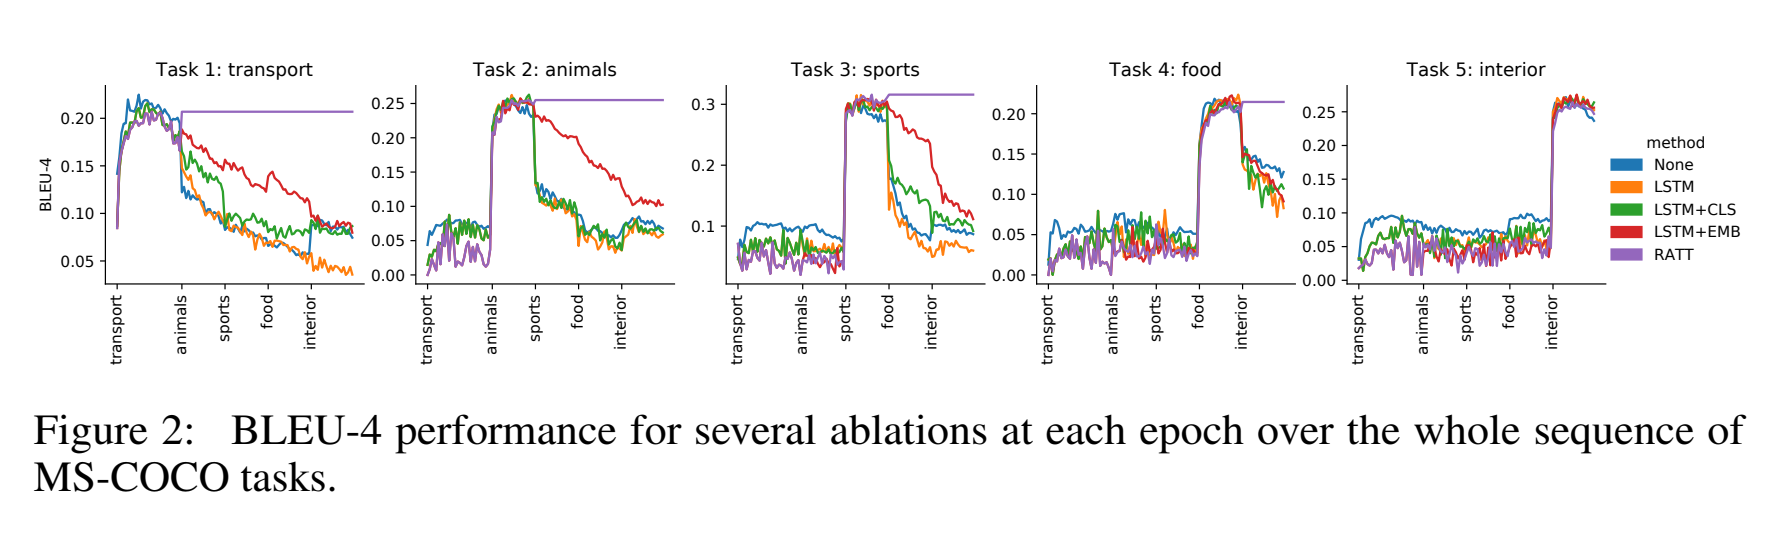 Task 1: transport
Task 2: animals
Task 3: sports
Task 4: food
Task 5: interior
BLEU-4
0.20
0.15
0.10
0.05
transport
animals
sports
food
interior
0.25
0.20
0.15
0.10
0.05
0.00
transport
animals
sports
food
interior
0.3
0.2
0.1
transport
animals
sports
food
interior
0.20
0.15
0.10
0.05
0.00
transport
animals
sports
food
interior
0.25
0.20
0.15
0.10
0.05
0.00
transport
animals
sports
food
interior
method
None
LSTM
LSTM+CLS
LSTM+EMB
RATT
Figure 2: BLEU-4 performance for several ablations at each epoch over the whole sequence of
MS-COCO tasks.